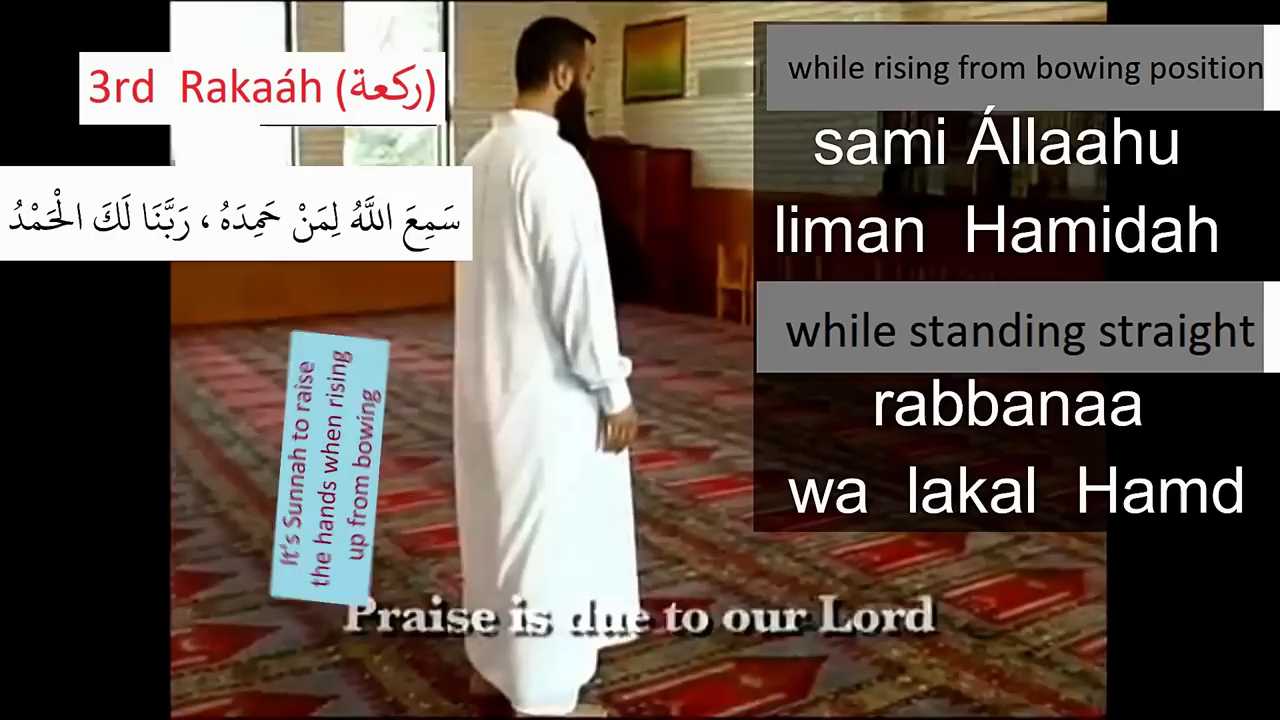 3rd Rakaáh (ركعة)
سَمِعَ اللَّهُ لِمَنْ حَمِدَهُ ، رَبَّنَا لَكَ الْحَمْدُ
while rising from bowing position
sami Állaahu
liman Hamidah
while standing straight
rabbanaa
wa lakal Hamd
It's Sunnah to raise
the hands when rising
up from bowing
Praise is due to our Lord